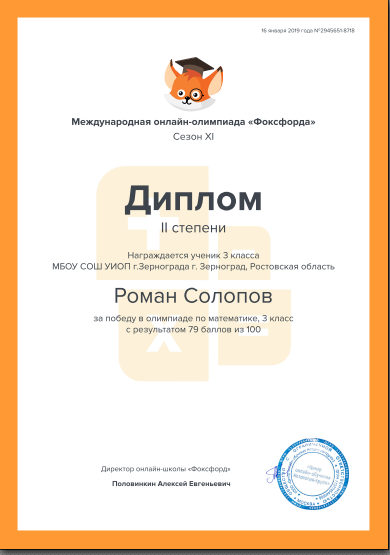 16 января 2019 года №2945651-8718
Международная онлайн-олимпиада «Фоксфорда»
Сезон XI
Диплом
II степени
Награждается ученик 3 класса
МБОУ СОШ УИОП г.Зернограда г. Зерноград, Ростовская область
Роман Солопов
за победу в олимпиаде по математике, 3 класс
с результатом 79 баллов из 100
Директор онлайн-школы «Фоксфорд»
Половинкин Алексей Евгеньевич